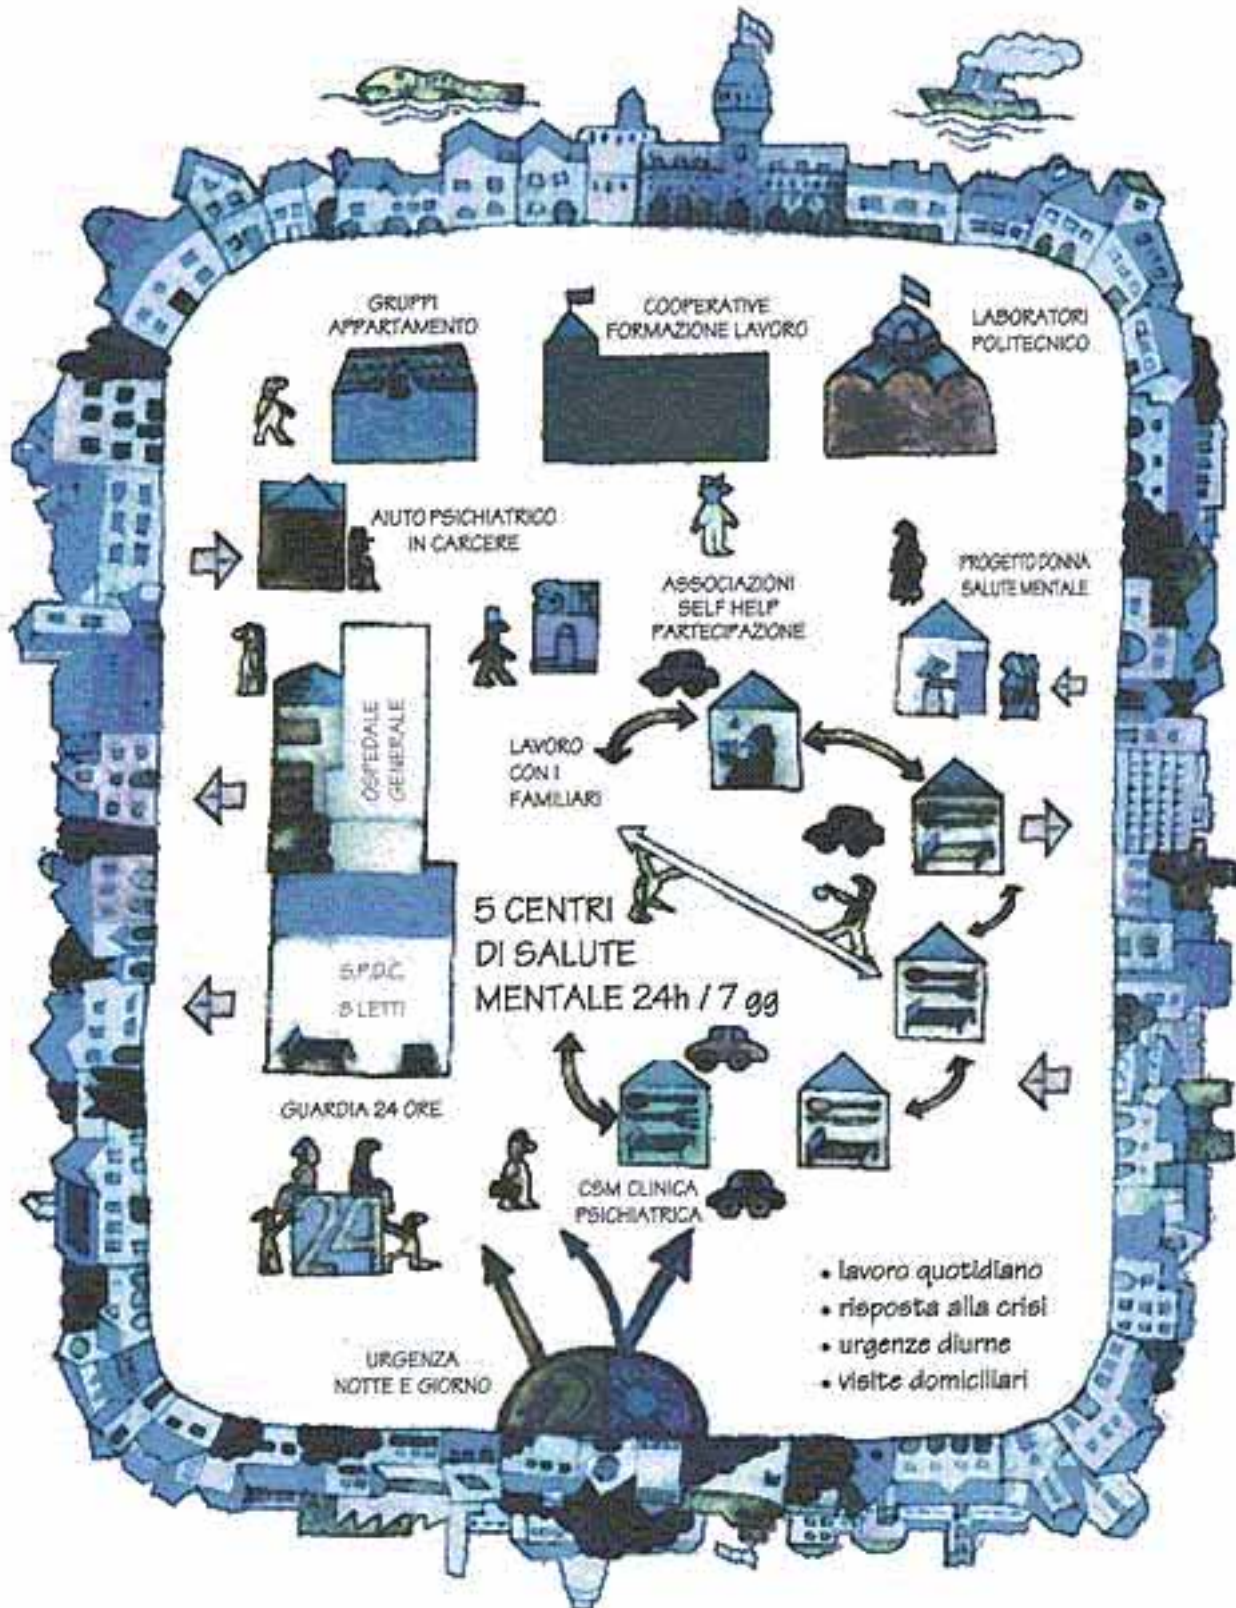 GRUPPI
APPARTAMENTO
COOPERATIVE
FORMAZIONE LAVORO
LABORATORI
POLITECNICO
AIUTO PSICHIATRICO
IN CARCERE
ASSOCIAZIONI
SELF HELP
PARTECIPAZIONE
PROGETTO DONNA
SALUTE MENTALE
SH
OSPEDALE
GENERALE
LAVORO
CON I
FAMILIARI
5 CENTRI
DI SALUTE
MENTALE 24h / 7 gg
S.P.D.C.
8 LETTI
GUARDIA 24 ORE
24
CSM CLINICA
PSICHIATRICA
URGENZA
NOTTE E GIORNO
• lavoro quotidiano
• risposta alla crisi
• urgenze diurne
• visite domiciliari